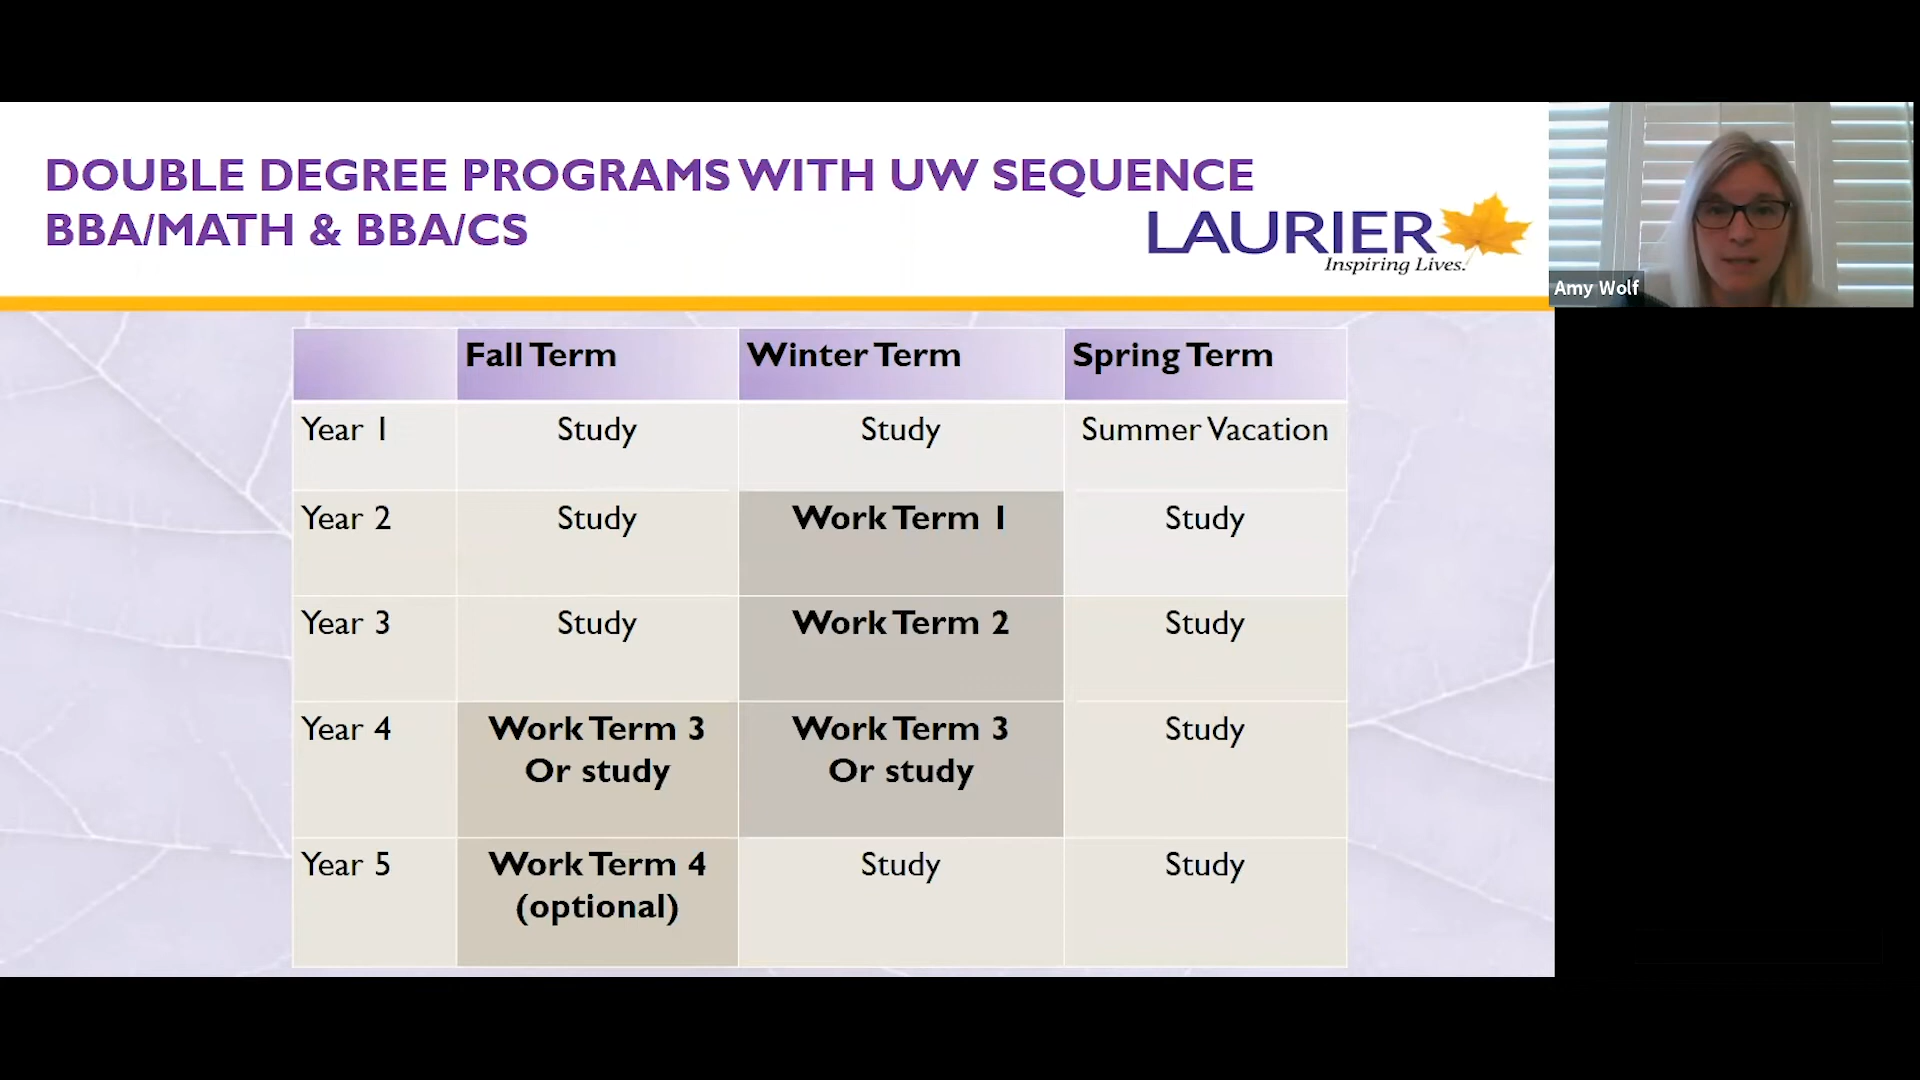 DOUBLE DEGREE PROGRAMS WITH UW SEQUENCE
BBA/MATH & BBA/CS
LAURIER
Inspiring Lives.
Amy Wolf
Fall Term Winter Term Spring Term
Year 1 Study Study Summer Vacation
Year 2 Study Work Term 1 Study
Year 3 Study Work Term 2 Study
Year 4 Work Term 3 Work Term 3 Study
Or study Or study
Year 5 Work Term 4 Study Study
(optional)